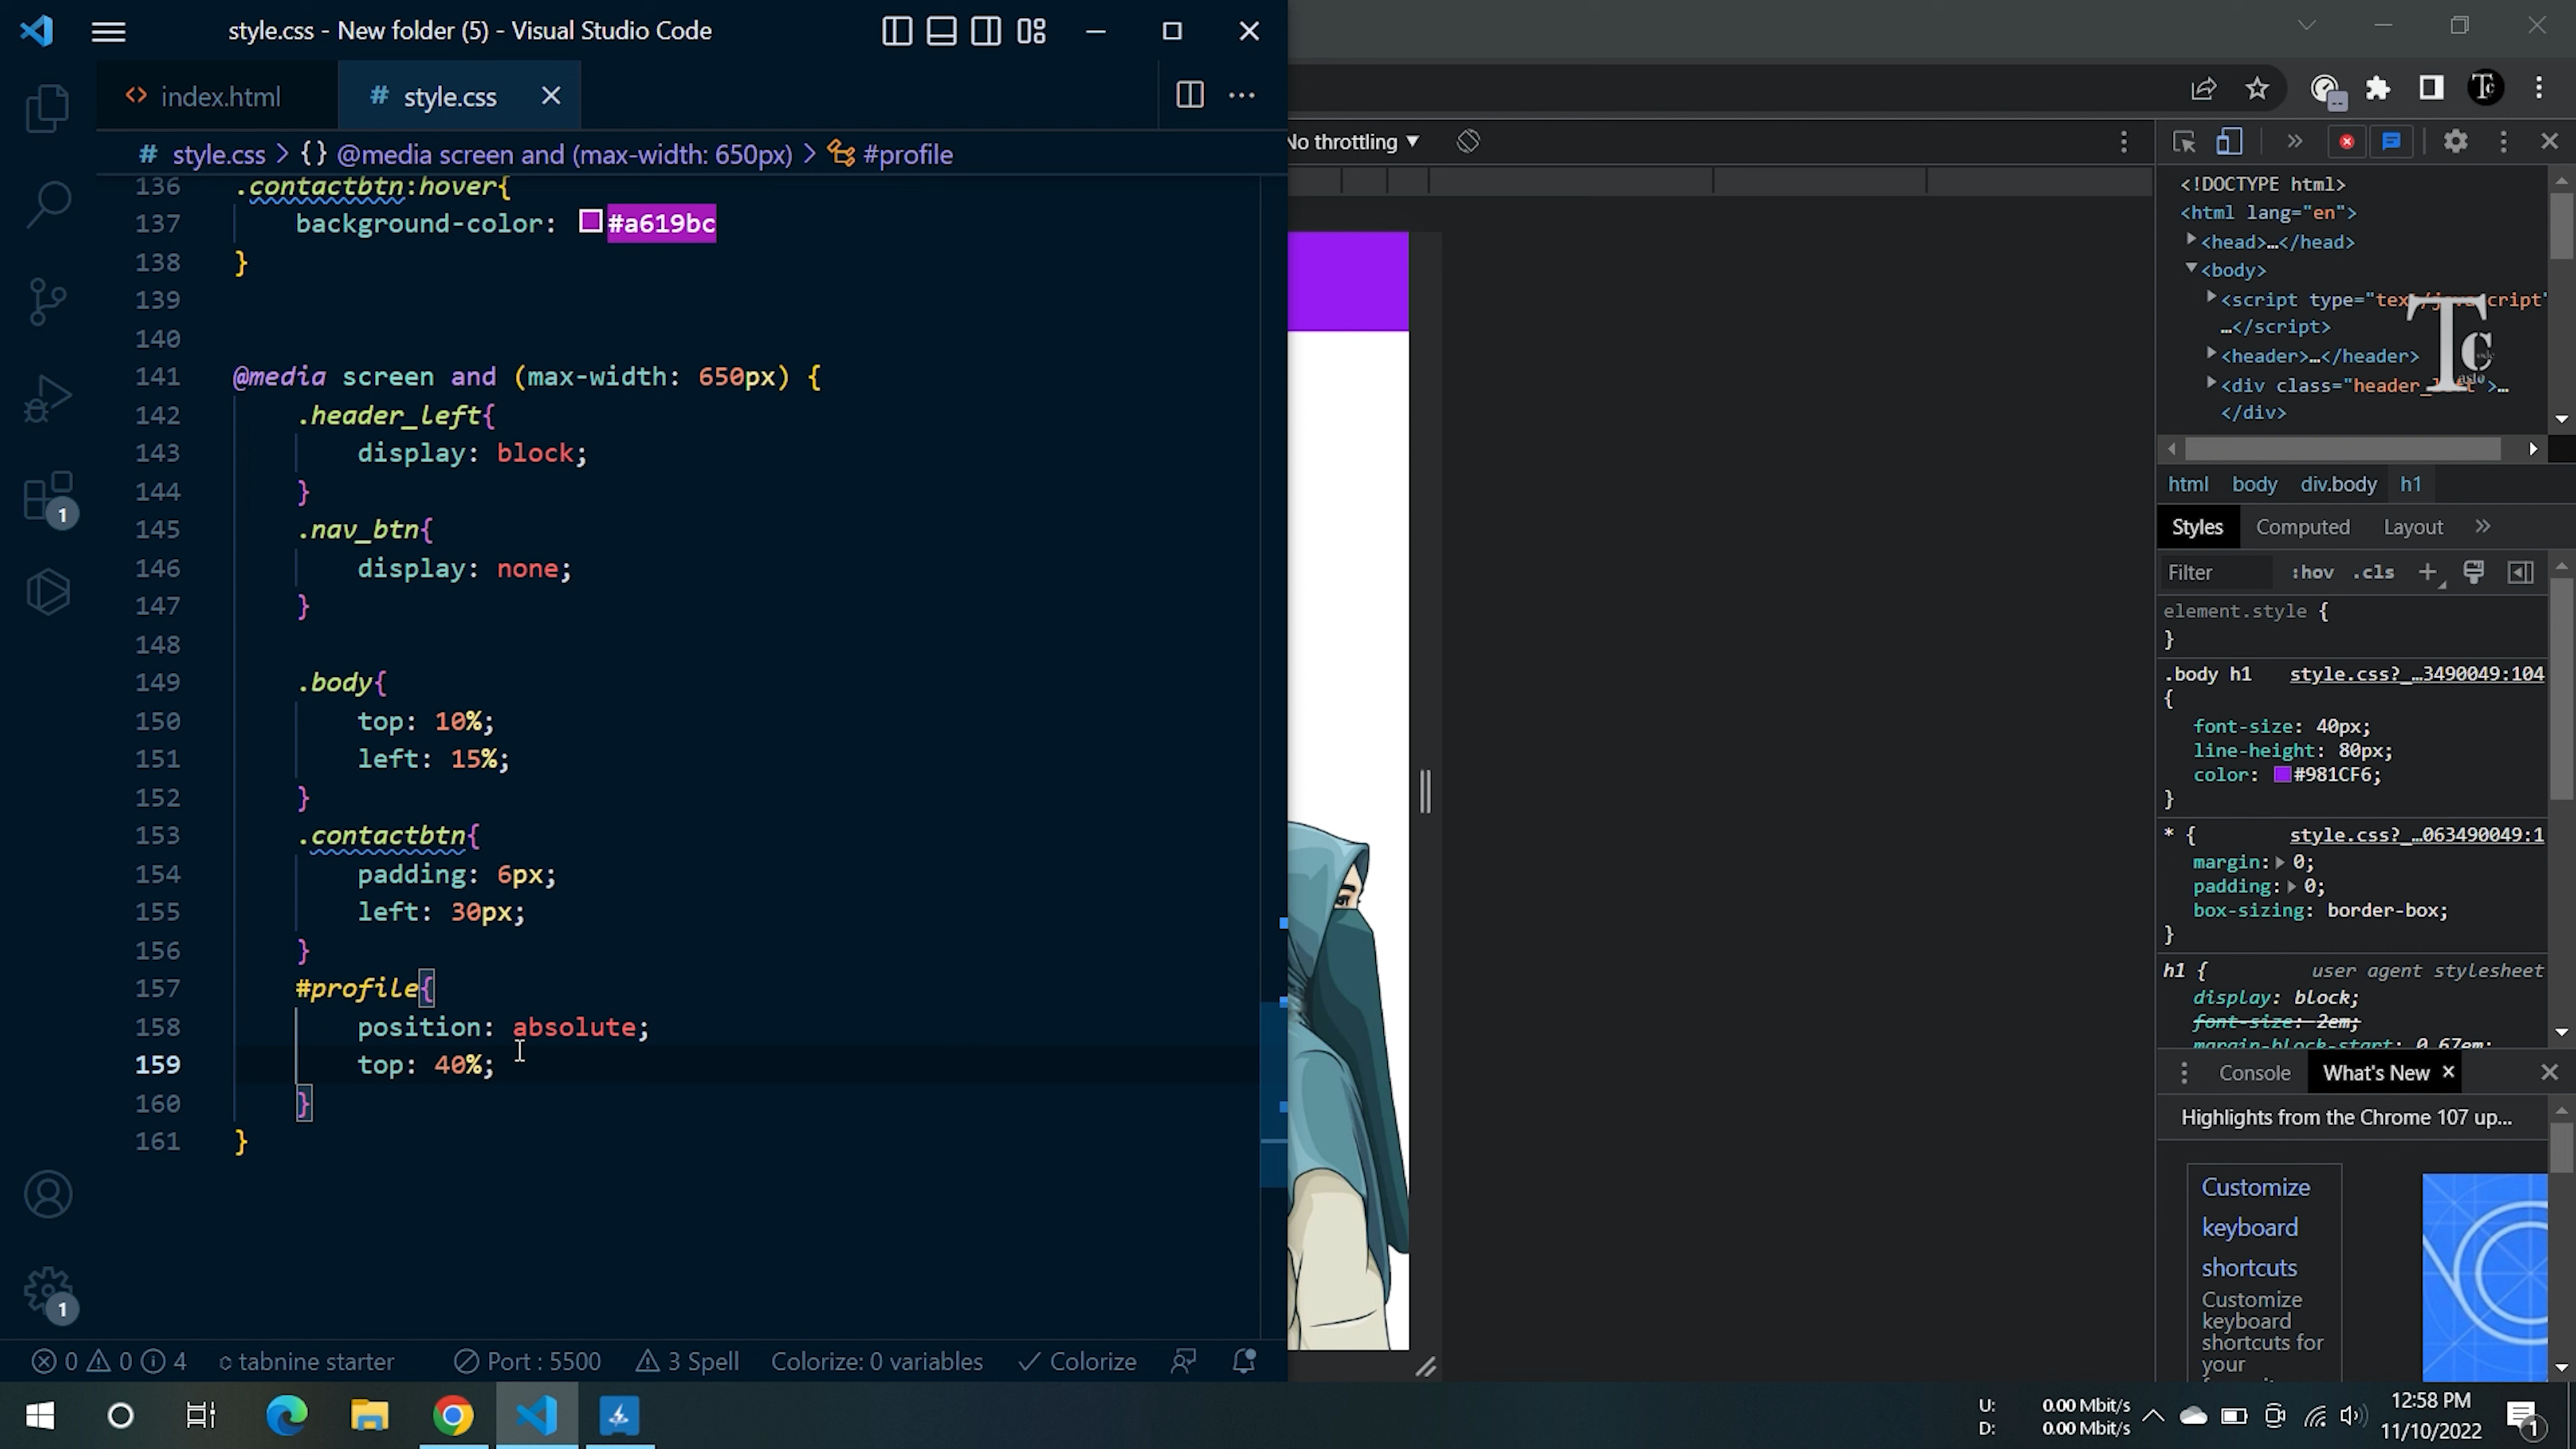 style.css - New folder (5) - Visual Studio Code
index.html
# style.css
# style.css > {} @media screen and (max-width: 650px) > #profile
136 .contactbtn:hover{
137 background-color: #a619bc
138 }
139
140
141 @media screen and (max-width: 650px) {
142 .header_left{
143 display: block;
144 }
145 .nav_btn{
146 display: none;
147 }
148
149 .body{
150 top: 10%;
151 left: 15%;
152 }
153 .contactbtn{
154 padding: 6px;
155 left: 30px;
156 }
157 #profile{
158 position: absolute;
159 top: 40%;
160 }
161 }
1
1
0 0 4 tabnine starter Port : 5500 3 Spell Colorize: 0 variables Colorize
No throttling
Tc
<!DOCTYPE html>
<html lang="en">
<head>…</head>
<body>
<script type="text/javascript"
…</script>
<header>…</header>
<div class="header_left">…
</div>
html body div.body h1
Styles Computed Layout
Filter :hov .cls
element.style {
}
.body h1 style.css?_…3490049:104
{
font-size: 40px;
line-height: 80px;
color: #981CF6;
}
* { style.css?_…063490049:1
margin: 0;
padding: 0;
box-sizing: border-box;
}
h1 { user agent stylesheet
display: block;
font-size: 2em;
margin-block-start: 0.67em;
Console What's New
Highlights from the Chrome 107 up...
Customize
keyboard
shortcuts
Customize
keyboard
shortcuts for
your
U: 0.00 Mbit/s
D: 0.00 Mbit/s
12:58 PM
11/10/2022
1